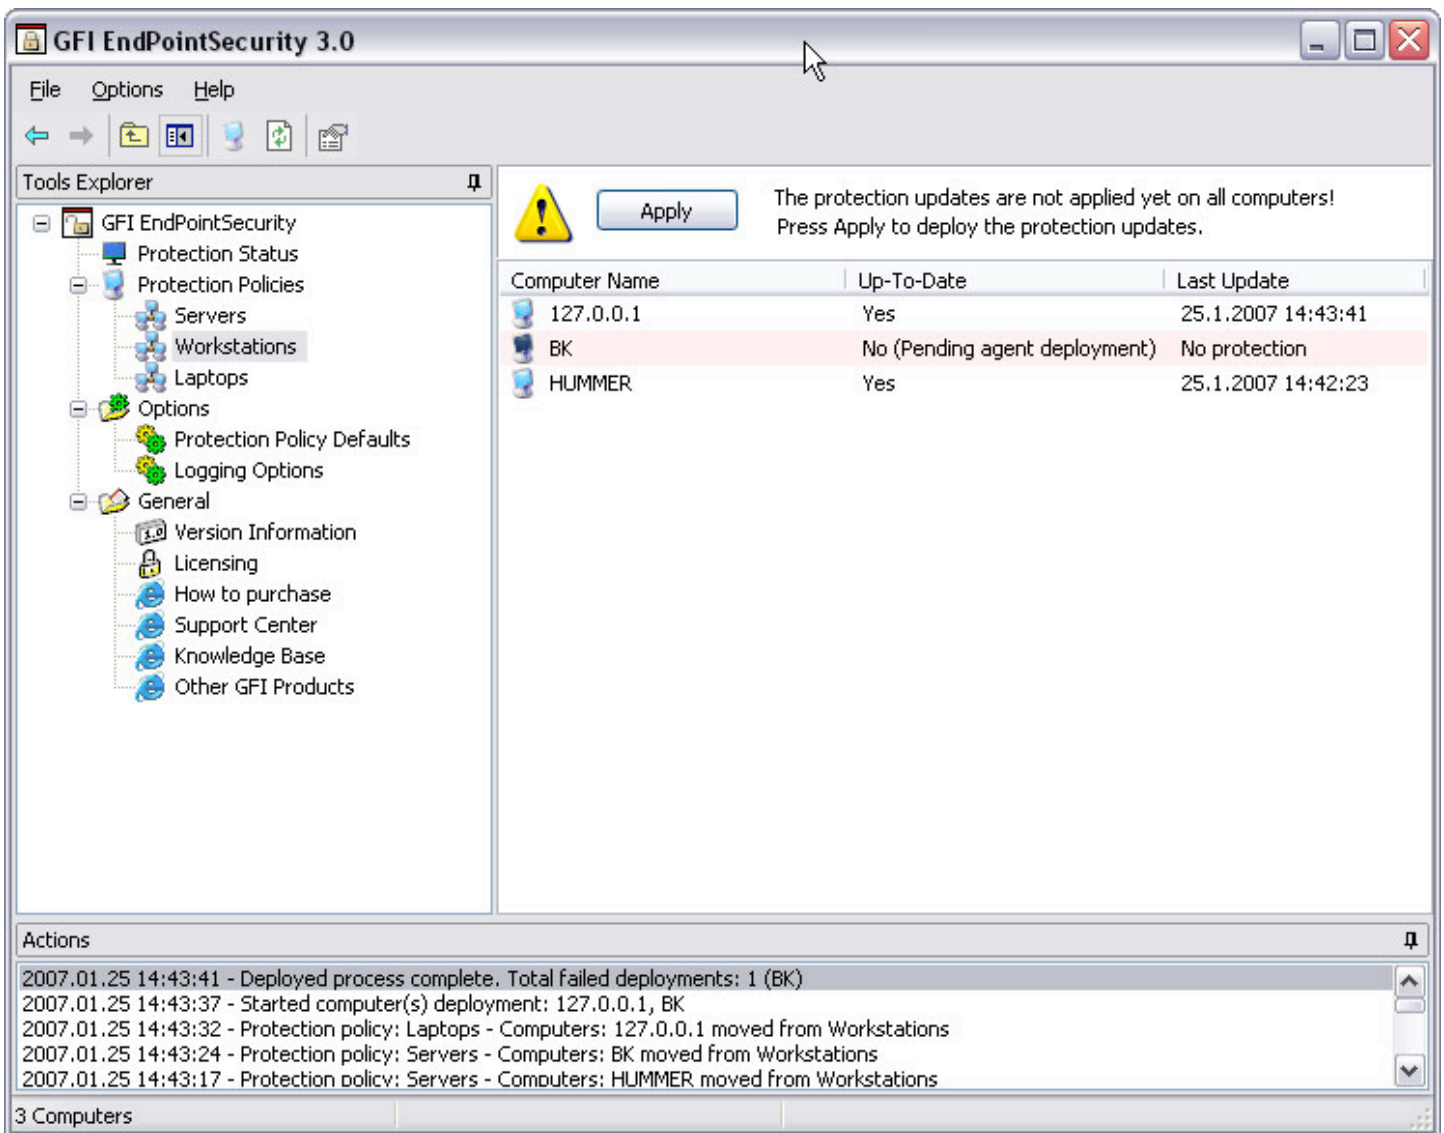 GFI EndPointSecurity 3.0
File Options Help
Tools Explorer
GFI EndPointSecurity
Protection Status
Protection Policies
Servers
Workstations
Laptops
Options
Protection Policy Defaults
Logging Options
General
1.0 Version Information
Licensing
How to purchase
Support Center
Knowledge Base
Other GFI Products
Apply
The protection updates are not applied yet on all computers!
Press Apply to deploy the protection updates.
Computer Name Up-To-Date Last Update
127.0.0.1 Yes 25.1.2007 14:43:41
BK No (Pending agent deployment) No protection
HUMMER Yes 25.1.2007 14:42:23
Actions
2007.01.25 14:43:41 - Deployed process complete. Total failed deployments: 1 (BK)
2007.01.25 14:43:37 - Started computer(s) deployment: 127.0.0.1, BK
2007.01.25 14:43:32 - Protection policy: Laptops - Computers: 127.0.0.1 moved from Workstations
2007.01.25 14:43:24 - Protection policy: Servers - Computers: BK moved from Workstations
2007.01.25 14:43:17 - Protection policy: Servers - Computers: HUMMER moved from Workstations
3 Computers